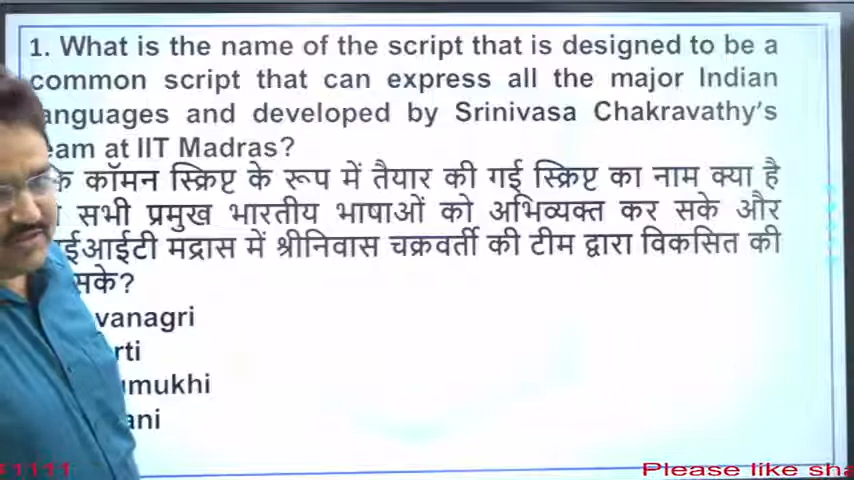 1. What is the name of the script that is designed to be a
common script that can express all the major Indian
anguages and developed by Srinivasa Chakravathy's
eam at IIT Madras?
क कॉमन स्क्रिप्ट के रूप में तैयार की गई स्क्रिप्ट का नाम क्या है
सभी प्रमुख भारतीय भाषाओं को अभिव्यक्त कर सके और
ईआईटी मद्रास में श्रीनिवास चक्रवर्ती की टीम द्वारा विकसित की
सके?
vanagri
rti
mukhi
ani
1111
Please like sha